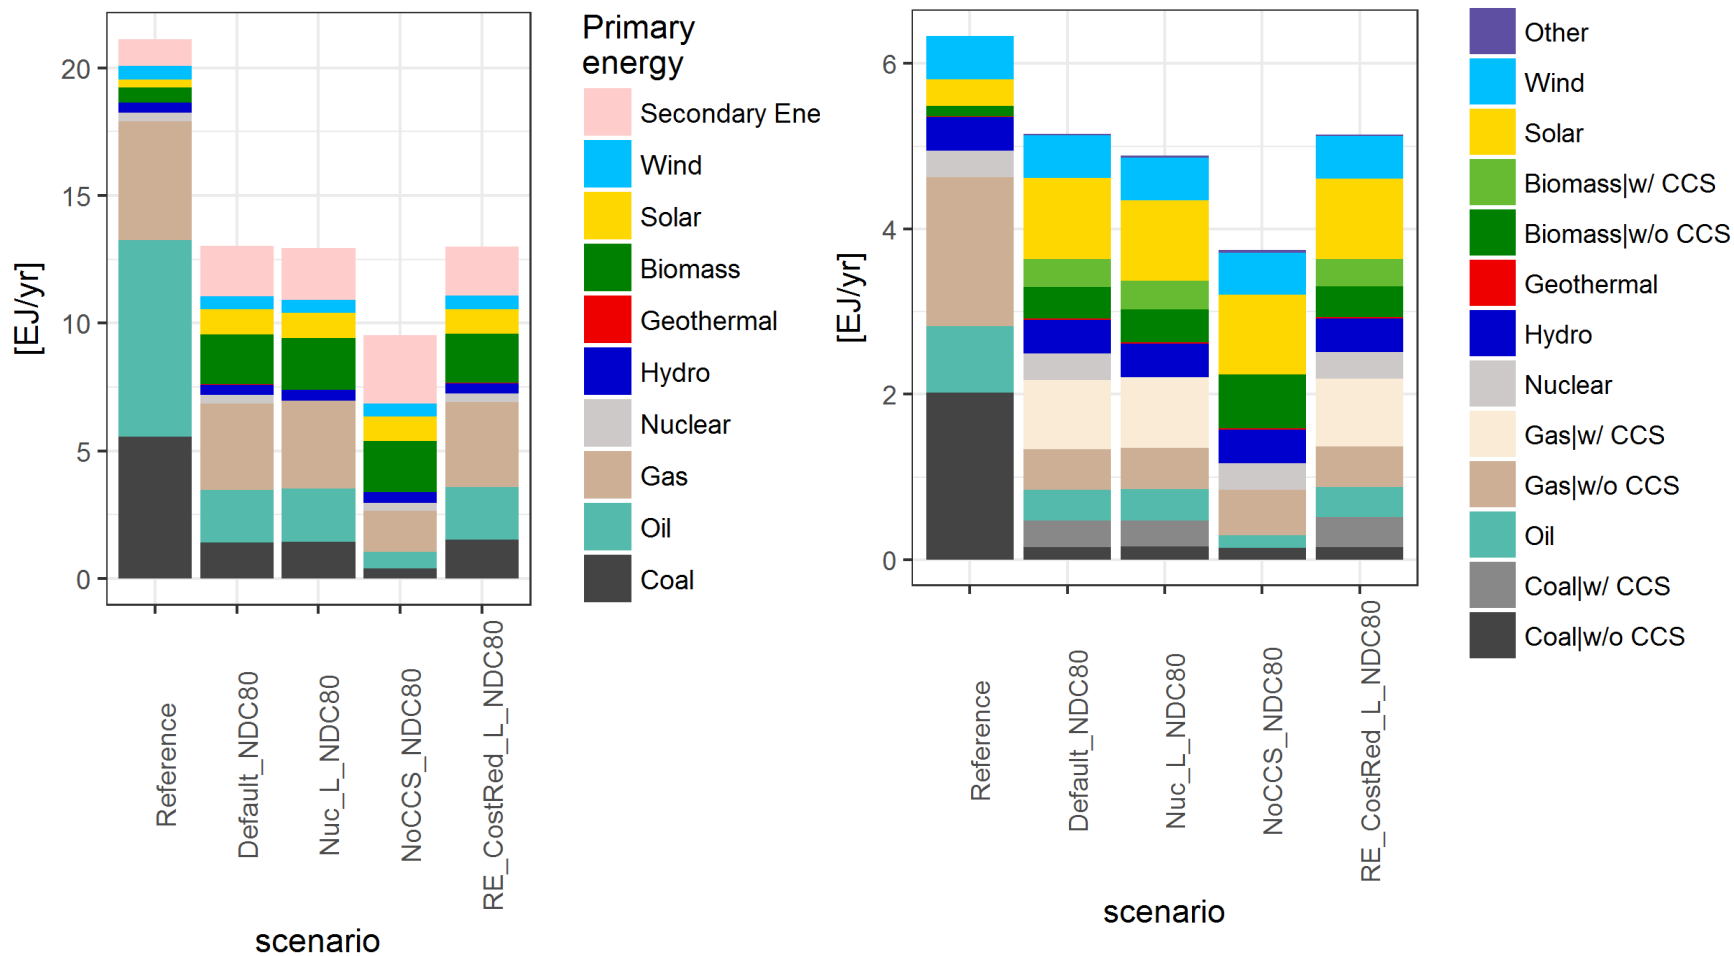 [EJ/yr]
20
15
10
5
0
Reference
Default_NDC80
Nuc_L_NDC80
NoCCS_NDC80
RE_CostRed_L_NDC80
scenario
Primary
energy
Secondary Ene
Wind
Solar
Biomass
Geothermal
Hydro
Nuclear
Gas
Oil
Coal
[EJ/yr]
6
4
2
0
Reference
Default_NDC80
Nuc_L_NDC80
NoCCS_NDC80
RE_CostRed_L_NDC80
scenario
Other
Wind
Solar
Biomass|w/ CCS
Biomass|w/o CCS
Geothermal
Hydro
Nuclear
Gas|w/ CCS
Gas|w/o CCS
Oil
Coal|w/ CCS
Coal|w/o CCS